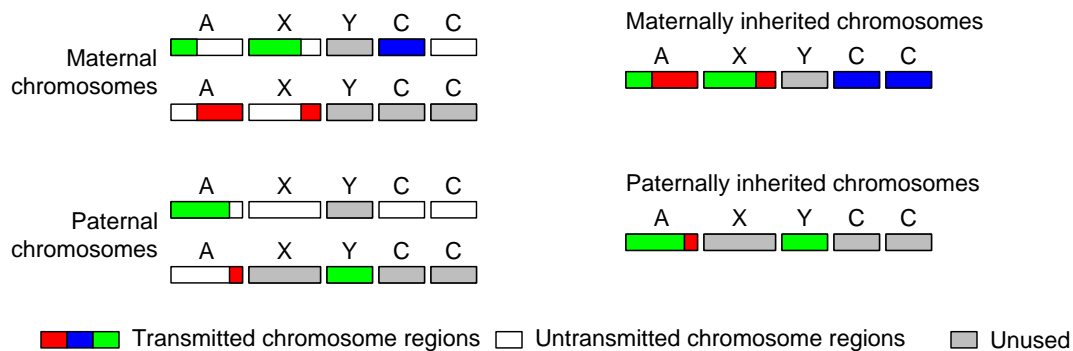 A X Y C C
Maternal
chromosomes
A X Y C C
Maternally inherited chromosomes
A X Y C C
A X Y C C
Paternal
chromosomes
A X Y C C
Paternally inherited chromosomes
A X Y C C
Transmitted chromosome regions Untransmitted chromosome regions Unused